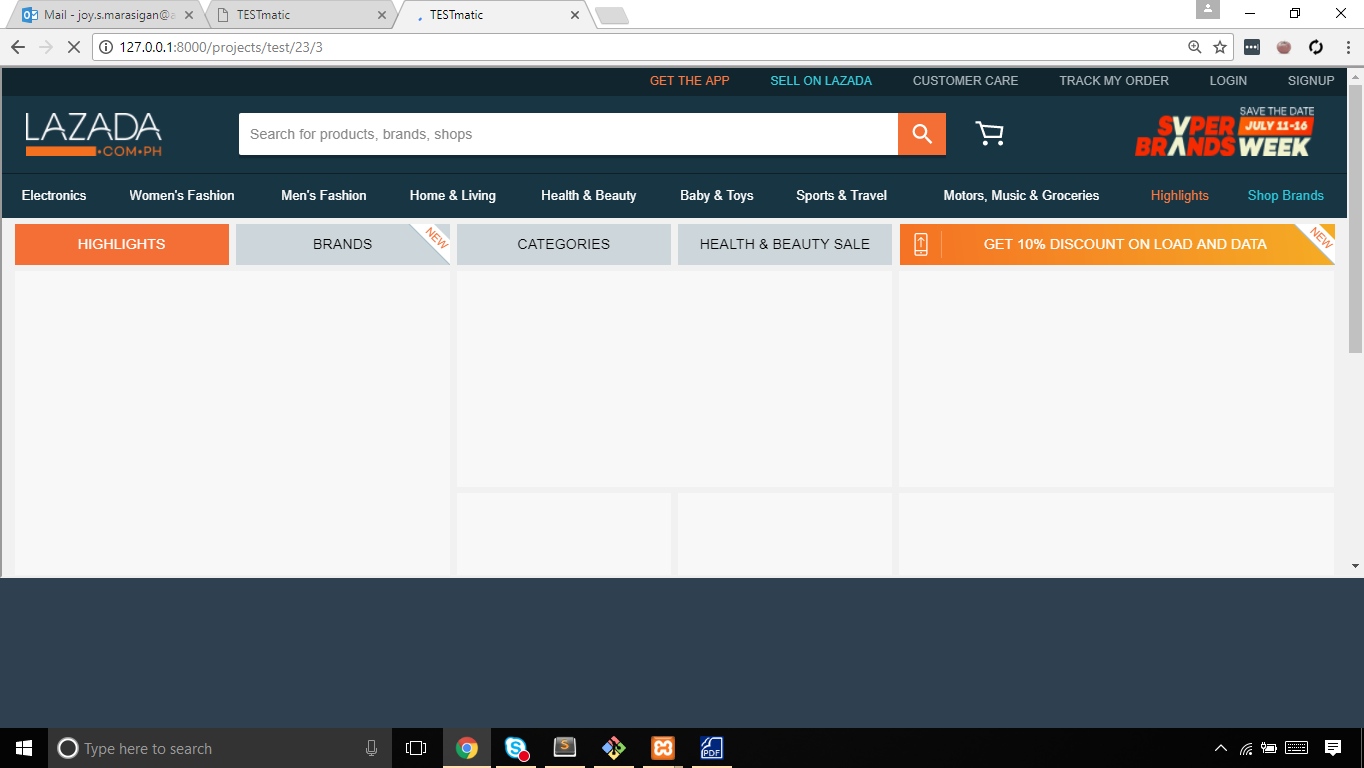 Mail - joy.s.marasigan@a
TESTmatic
TESTmatic
127.0.0.1:8000/projects/test/23/3
GET THE APP SELL ON LAZADA CUSTOMER CARE TRACK MY ORDER LOGIN SIGNUP
LAZADA
.COM.PH
Search for products, brands, shops
SAVE THE DATE
SUPER JULY 11-16
BRANDS WEEK
Electronics Women's Fashion Men's Fashion Home & Living Health & Beauty Baby & Toys Sports & Travel Motors, Music & Groceries Highlights Shop Brands
HIGHLIGHTS BRANDS NEW CATEGORIES HEALTH & BEAUTY SALE GET 10% DISCOUNT ON LOAD AND DATA NEW
Type here to search
PDF